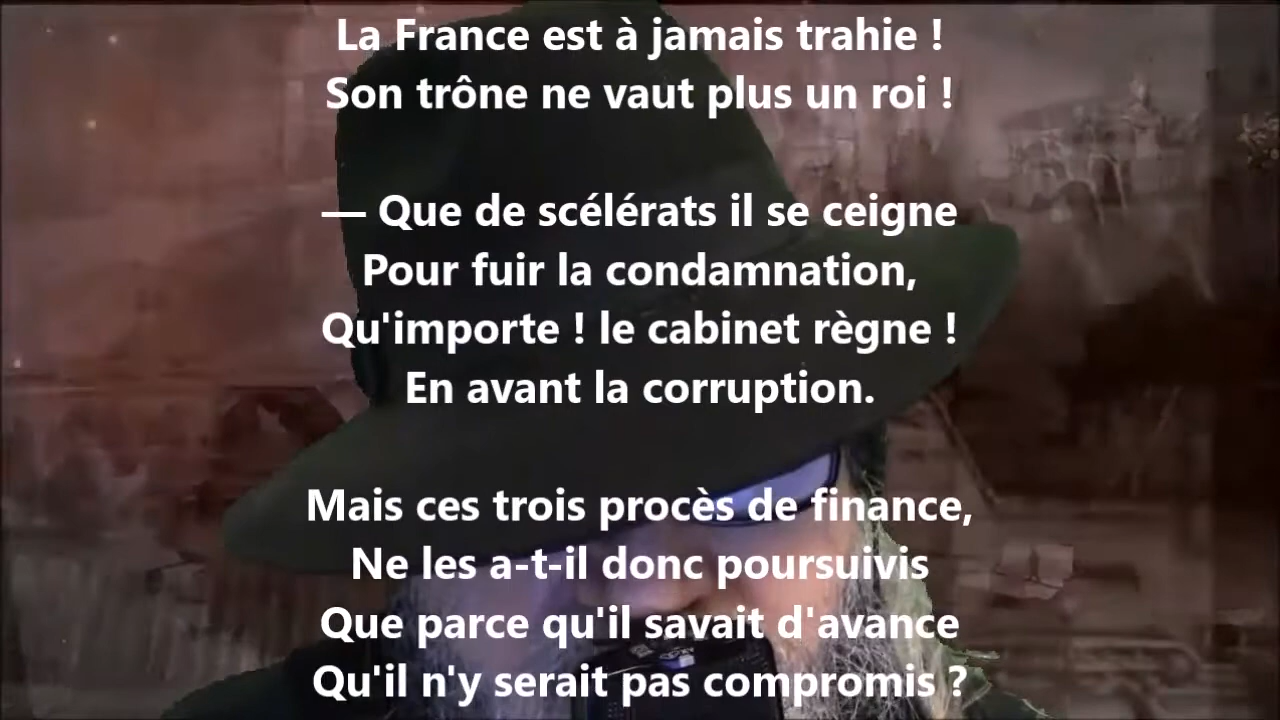 La France est à jamais trahie !
Son trône ne vaut plus un roi !
— Que de scélérats il se ceigne
Pour fuir la condamnation,
Qu'importe ! le cabinet règne !
En avant la corruption.
Mais ces trois procès de finance,
Ne les a-t-il donc poursuivis
Que parce qu'il savait d'avance
Qu'il n'y serait pas compromis ?